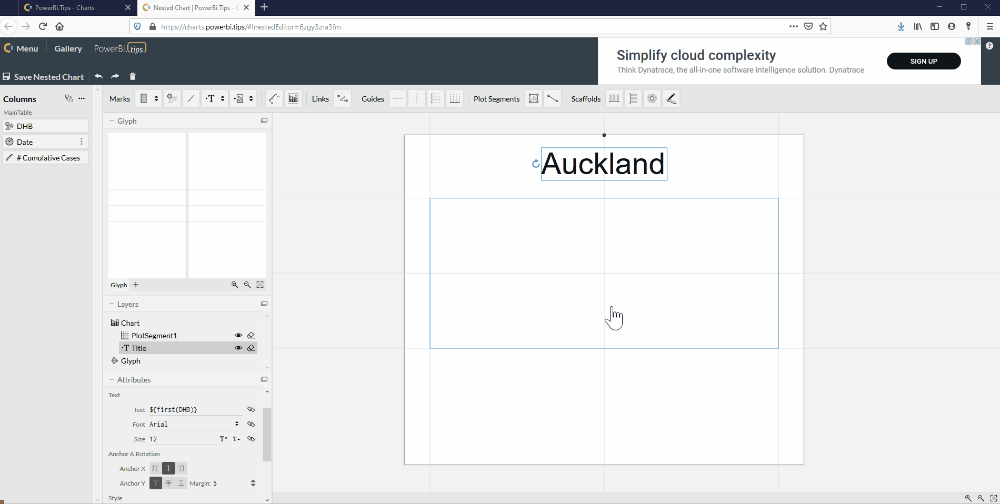 PowerBi.Tips - Charts
Nested Chart | PowerBi.Tips - Cha
https://charts.powerbi.tips/#!nestedEditor=6zgy3zra3fm
Menu
Gallery
PowerBI.tips
Simplify cloud complexity
Think Dynatrace, the all-in-one software intelligence solution. Dynatrace
SIGN UP
Save Nested Chart
Columns
MainTable
DHB
Date
# Cumulative Cases
Marks
Links
Guides
Plot Segments
Scaffolds
Glyph
Glyph
Layers
Chart
PlotSegment1
Title
Glyph
Attributes
Text
Text ${first(DHB)}
Font Arial
Size 12
Anchor & Rotation
Anchor X
Anchor Y
Margin: 5
Style
Auckland